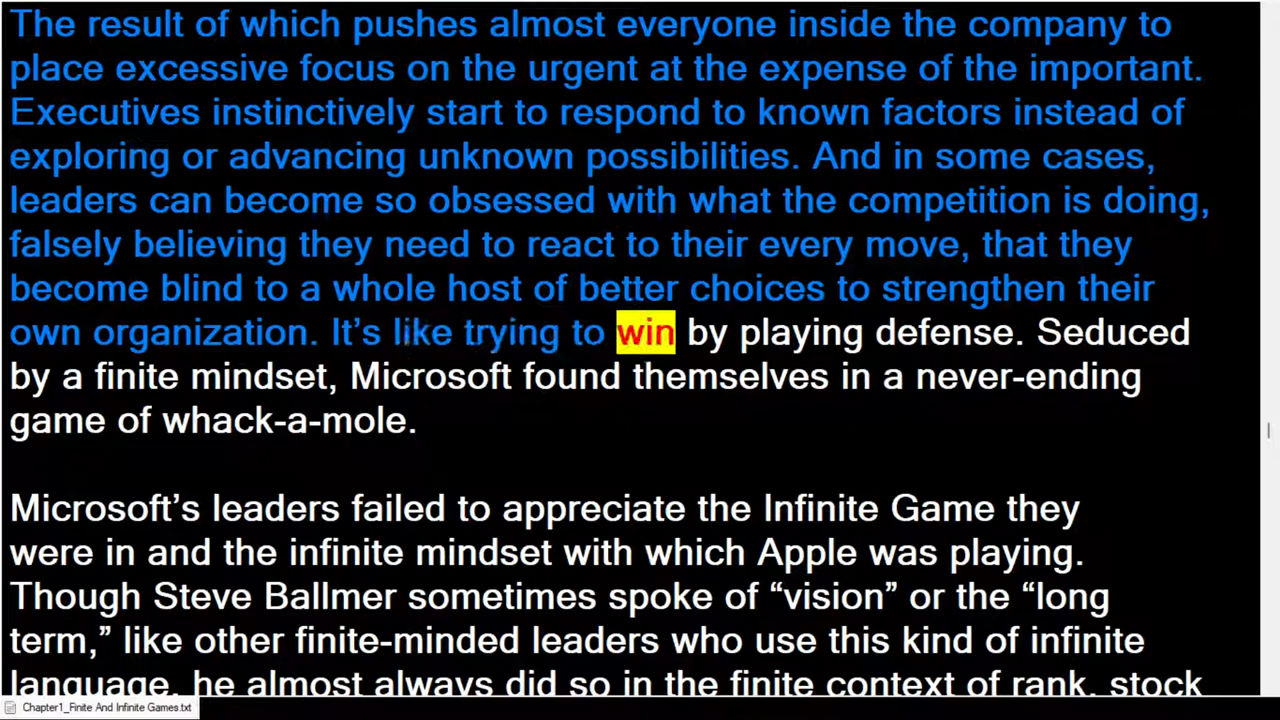 The result of which pushes almost everyone inside the company to
place excessive focus on the urgent at the expense of the important.
Executives instinctively start to respond to known factors instead of
exploring or advancing unknown possibilities. And in some cases,
leaders can become so obsessed with what the competition is doing,
falsely believing they need to react to their every move, that they
become blind to a whole host of better choices to strengthen their
own organization. It’s like trying to win by playing defense. Seduced
by a finite mindset, Microsoft found themselves in a never-ending
game of whack-a-mole.
Microsoft’s leaders failed to appreciate the Infinite Game they
were in and the infinite mindset with which Apple was playing.
Though Steve Ballmer sometimes spoke of “vision” or the “long
term,” like other finite-minded leaders who use this kind of infinite
language, he almost always did so in the finite context of rank, stock
Chapter1_Finite And Infinite Games.txt